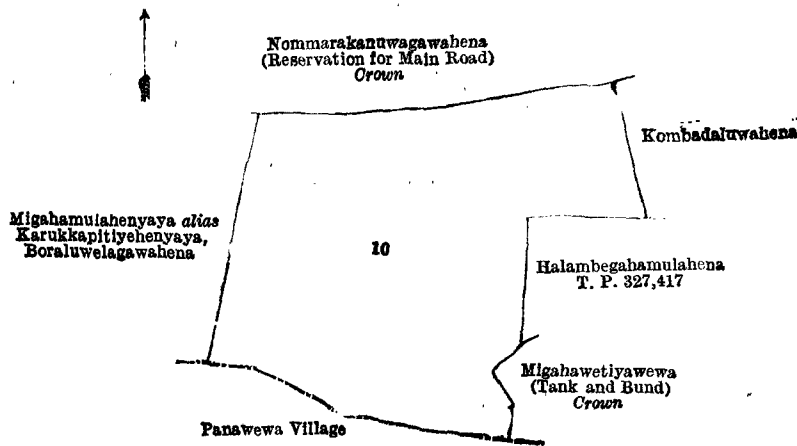 Nommarakanuwagawahena
(Reservation for Main Road)
Crown
Kombadaluwahena
Migahamulahenyaya alias
Karukkapitiyehenyaya,
Boraluwelagawahena
10
Halambegahamulahena
T. P. 327,417
Migahawetiyawewa
(Tank and Bund)
Crown
Panawewa Village